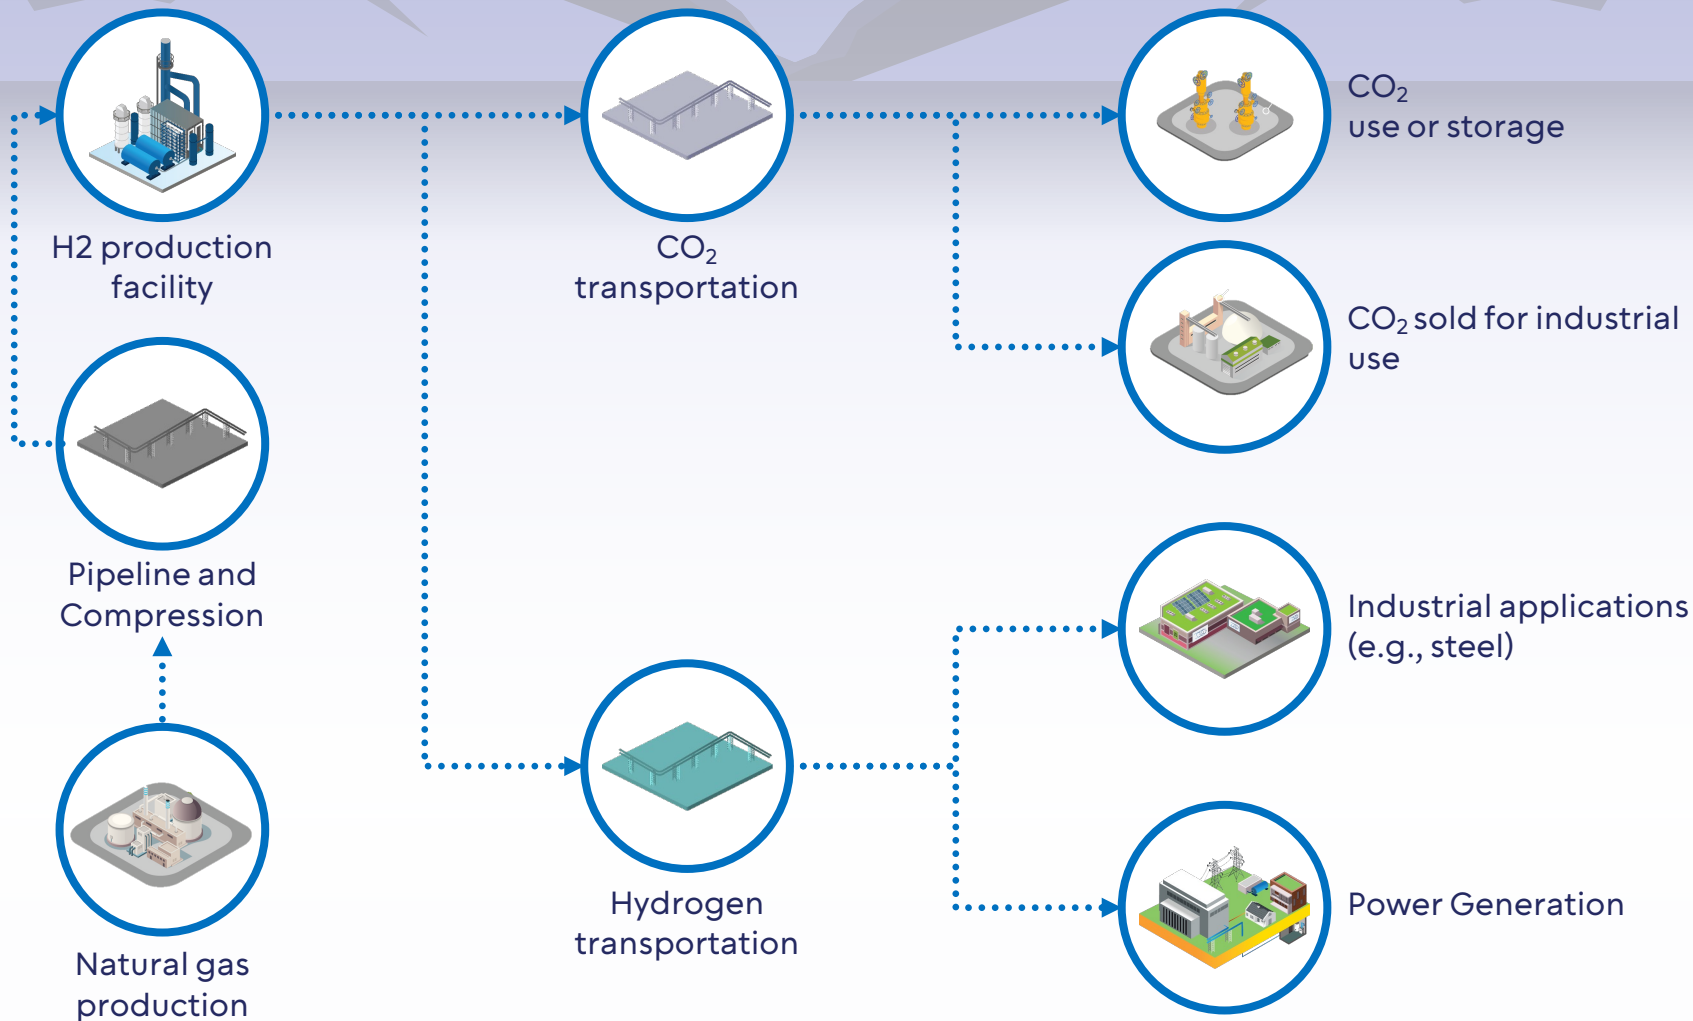 H2 production
facility
CO₂
transportation
CO₂
use or storage
CO₂ sold for industrial
use
Pipeline and
Compression
Industrial applications
(e.g., steel)
Natural gas
production
Hydrogen
transportation
Power Generation